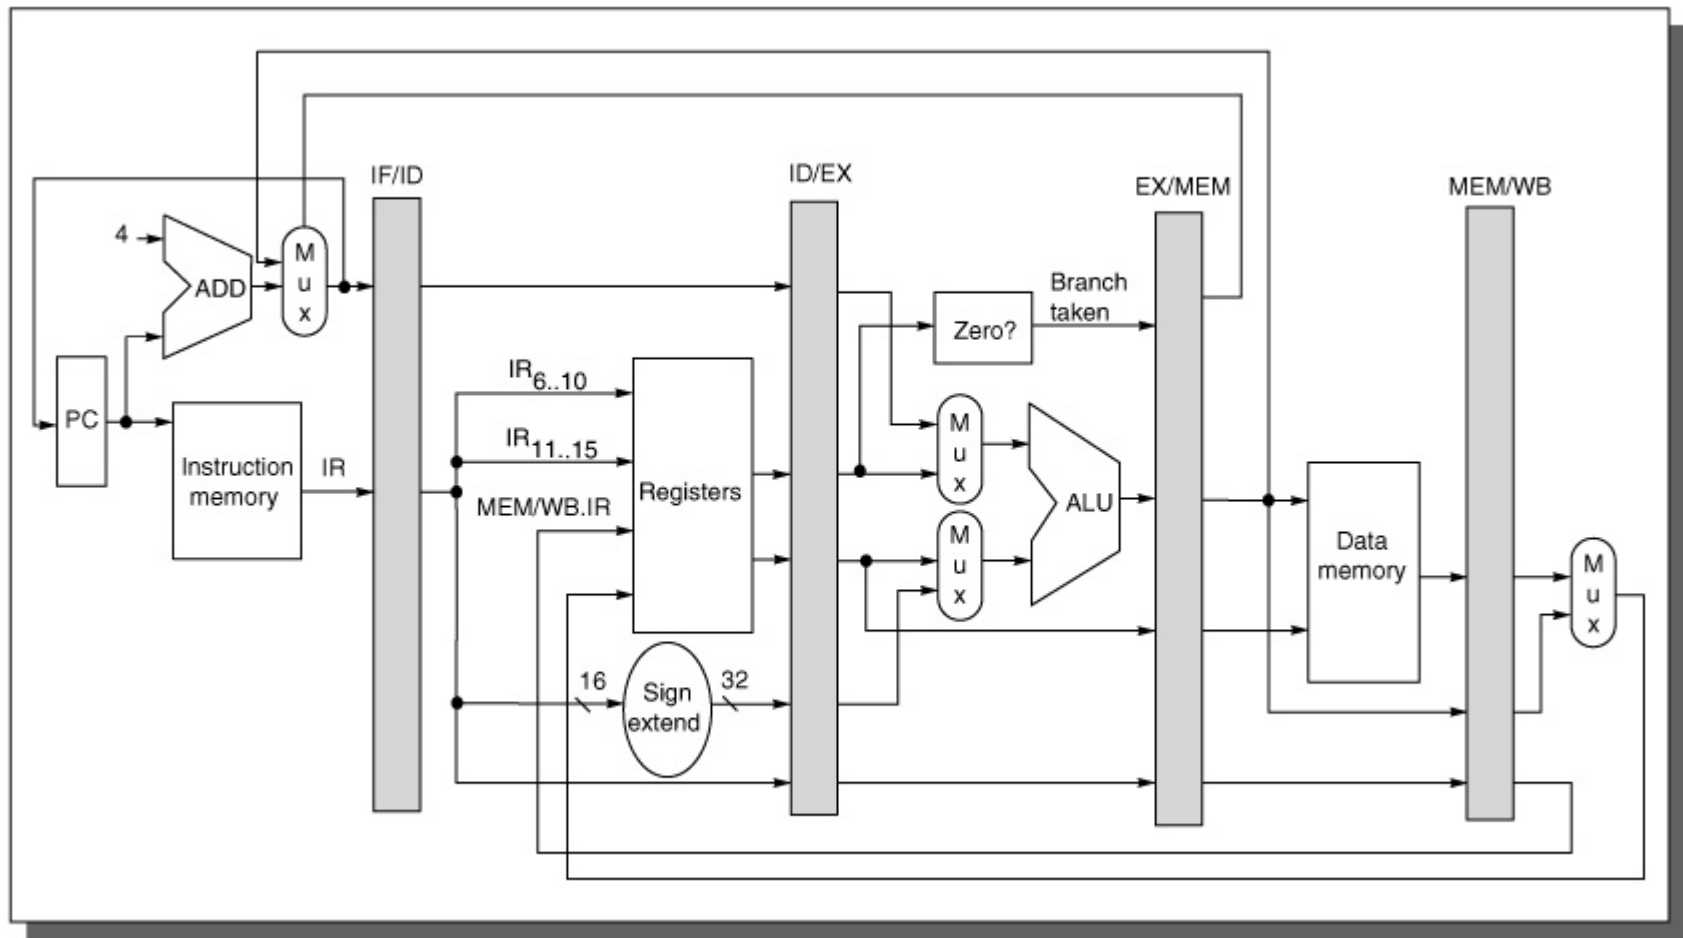 IF/ID
ID/EX
EX/MEM
MEM/WB
4
ADD
M
u
x
PC
Instruction
memory
IR
IR6..10
IR11..15
MEM/WB.IR
Registers
16
Sign
extend
32
Zero?
Branch
taken
M
u
x
M
u
x
ALU
Data
memory
M
u
x